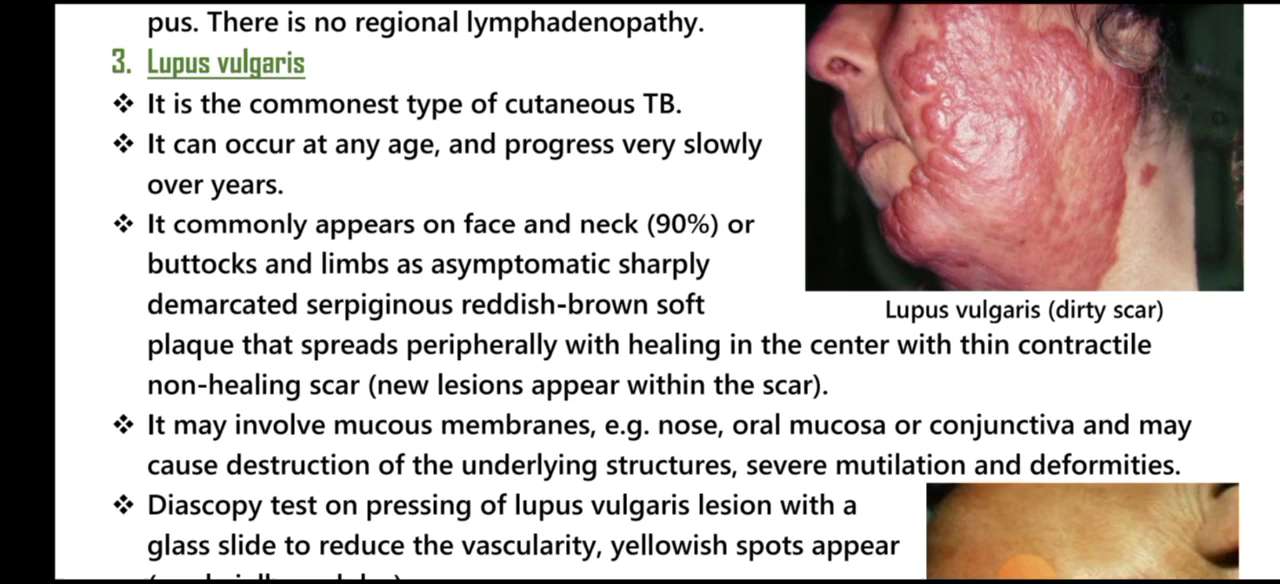 pus. There is no regional lymphadenopathy.
3. Lupus vulgaris
❖ It is the commonest type of cutaneous TB.
❖ It can occur at any age, and progress very slowly
over years.
❖ It commonly appears on face and neck (90%) or
buttocks and limbs as asymptomatic sharply
demarcated serpiginous reddish-brown soft
Lupus vulgaris (dirty scar)
plaque that spreads peripherally with healing in the center with thin contractile
non-healing scar (new lesions appear within the scar).
❖ It may involve mucous membranes, e.g. nose, oral mucosa or conjunctiva and may
cause destruction of the underlying structures, severe mutilation and deformities.
❖ Diascopy test on pressing of lupus vulgaris lesion with a
glass slide to reduce the vascularity, yellowish spots appear